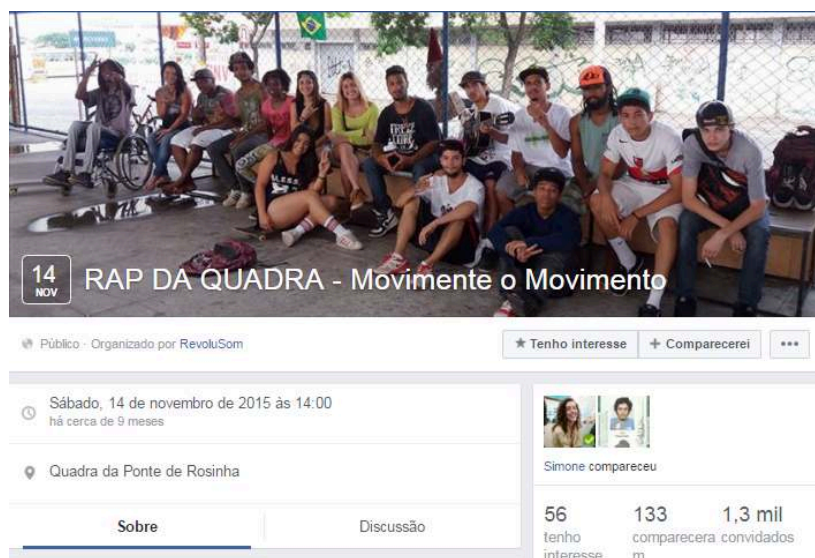 14
NOV
RAP DA QUADRA - Movimente o Movimento
Público · Organizado por RevoluSom
★ Tenho interesse
+ Comparecerei
Sábado, 14 de novembro de 2015 às 14:00
há cerca de 9 meses
Quadra da Ponte de Rosinha
Sobre
Discussão
Simone compareceu
56
tenho
interesse
133
comparecera
m
1,3 mil
convidados